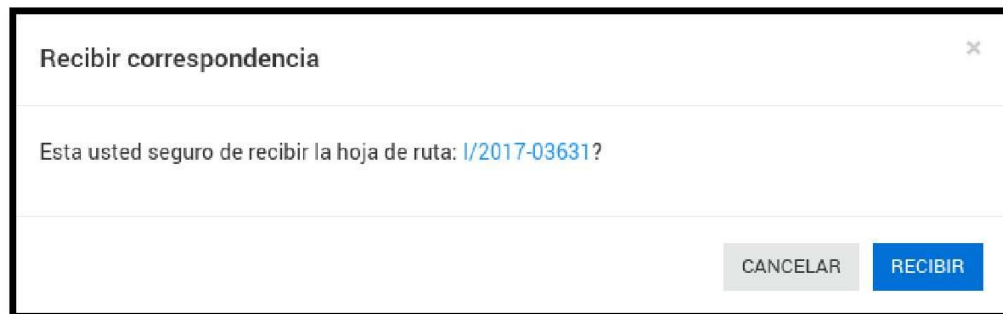 Recibir correspondencia
×
Esta usted seguro de recibir la hoja de ruta: I/2017-03631?
CANCELAR
RECIBIR